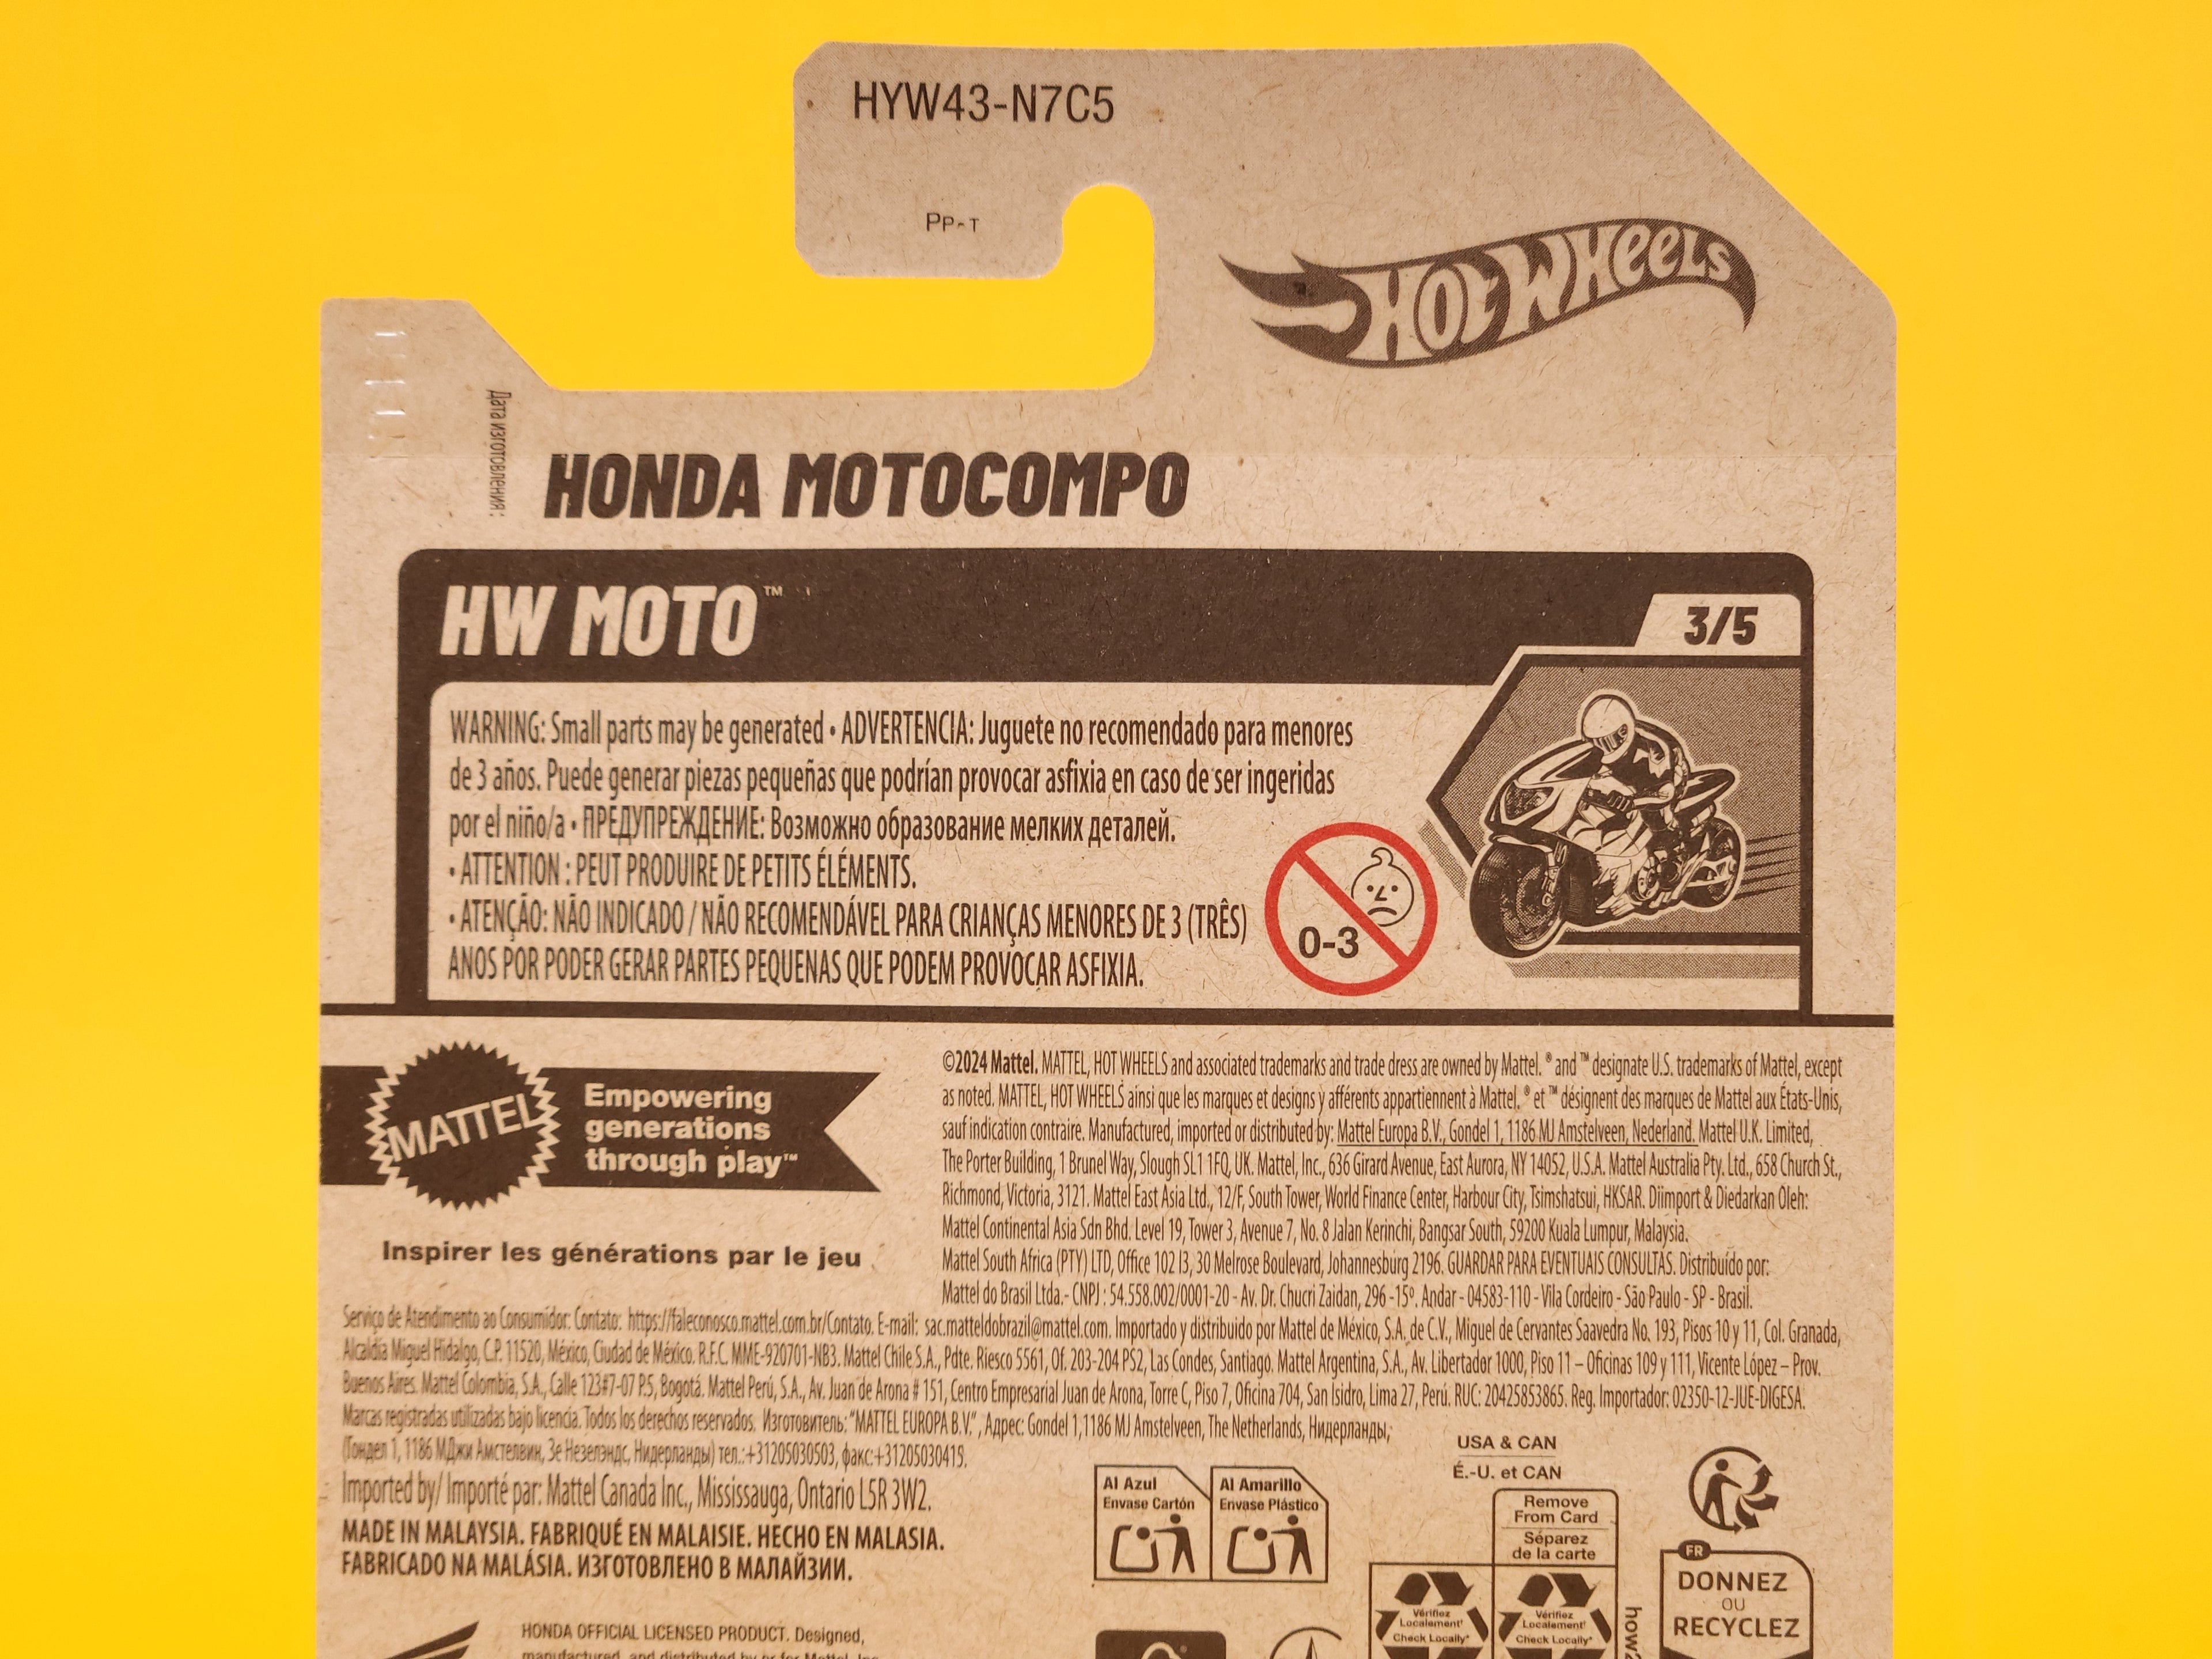 HYW43-N7C5
PP-T
HOT WHEELS
Дата изготовления:
HONDA MOTOCOMPO
HW MOTO™
3/5
WARNING: Small parts may be generated • ADVERTENCIA: Juguete no recomendado para menores
de 3 años. Puede generar piezas pequeñas que podrían provocar asfixia en caso de ser ingeridas
por el niño/a • ПРЕДУПРЕЖДЕНИЕ: Возможно образование мелких деталей.
• ATTENTION : PEUT PRODUIRE DE PETITS ÉLÉMENTS.
• ATENÇÃO: NÃO INDICADO / NÃO RECOMENDÁVEL PARA CRIANÇAS MENORES DE 3 (TRÊS)
ANOS POR PODER GERAR PARTES PEQUENAS QUE PODEM PROVOCAR ASFIXIA.
0-3
MATTEL
Empowering
generations
through play™
Inspirer les générations par le jeu
©2024 Mattel. MATTEL, HOT WHEELS and associated trademarks and trade dress are owned by Mattel. ® and ™ designate U.S. trademarks of Mattel, except
as noted. MATTEL, HOT WHEELS ainsi que les marques et designs y afférents appartiennent à Mattel. ® et ™ désignent des marques de Mattel aux États-Unis,
sauf indication contraire. Manufactured, imported or distributed by: Mattel Europa B.V., Gondel 1, 1186 MJ Amstelveen, Nederland. Mattel U.K. Limited,
The Porter Building, 1 Brunel Way, Slough SL1 1FQ, UK. Mattel, Inc., 636 Girard Avenue, East Aurora, NY 14052, U.S.A. Mattel Australia Pty. Ltd., 658 Church St.,
Richmond, Victoria, 3121. Mattel East Asia Ltd., 12/F, South Tower, World Finance Center, Harbour City, Tsimshatsui, HKSAR. Diimport & Diedarkan Oleh:
Mattel Continental Asia Sdn Bhd. Level 19, Tower 3, Avenue 7, No. 8 Jalan Kerinchi, Bangsar South, 59200 Kuala Lumpur, Malaysia.
Mattel South Africa (PTY) LTD, Office 102 I3, 30 Melrose Boulevard, Johannesburg 2196. GUARDAR PARA EVENTUAIS CONSULTAS. Distribuído por:
Mattel do Brasil Ltda.- CNPJ : 54.558.002/0001-20 - Av. Dr. Chucri Zaidan, 296 -15º. Andar - 04583-110 - Vila Cordeiro - São Paulo - SP - Brasil.
Serviço de Atendimento ao Consumidor: Contato: https://faleconosco.mattel.com.br/Contato. E-mail: sac.matteldobrazil@mattel.com. Importado y distribuido por Mattel de México, S.A. de C.V., Miguel de Cervantes Saavedra No. 193, Pisos 10 y 11, Col. Granada,
Alcaldía Miguel Hidalgo, C.P. 11520, México, Ciudad de México. R.F.C. MME-920701-NB3. Mattel Chile S.A., Pdte. Riesco 5561, Of. 203-204 PS2, Las Condes, Santiago. Mattel Argentina, S.A., Av. Libertador 1000, Piso 11 – Oficinas 109 y 111, Vicente López – Prov.
Buenos Aires. Mattel Colombia, S.A., Calle 123#7-07 P.5, Bogotá. Mattel Perú, S.A., Av. Juan de Arona # 151, Centro Empresarial Juan de Arona, Torre C, Piso 7, Oficina 704, San Isidro, Lima 27, Perú. RUC: 20425853865. Reg. Importador: 02350-12-JUE-DIGESA.
Marcas registradas utilizadas bajo licencia. Todos los derechos reservados. Изготовитель: "MATTEL EUROPA B.V.", Адрес: Gondel 1,1186 MJ Amstelveen, The Netherlands, Нидерланды,
(Гондел 1, 1186 МДжи Амстелвин, Зе Незелэндс, Нидерланды) тел.:+31205030503, факс:+31205030419.
Imported by/ Importé par: Mattel Canada Inc., Mississauga, Ontario L5R 3W2.
MADE IN MALAYSIA. FABRIQUÉ EN MALAISIE. HECHO EN MALASIA.
FABRICADO NA MALÁSIA. ИЗГОТОВЛЕНО В МАЛАЙЗИИ.
HONDA OFFICIAL LICENSED PRODUCT. Designed,
manufactured, and distributed by or for Mattel, Inc.
Al Azul
Envase Cartón
Al Amarillo
Envase Plástico
USA & CAN
É.-U. et CAN
Remove
From Card
Séparez
de la carte
Vérifiez
Localement'
Check Locally*
Vérifiez
Localement'
Check Locally*
how2
FR
DONNEZ
OU
RECYCLEZ